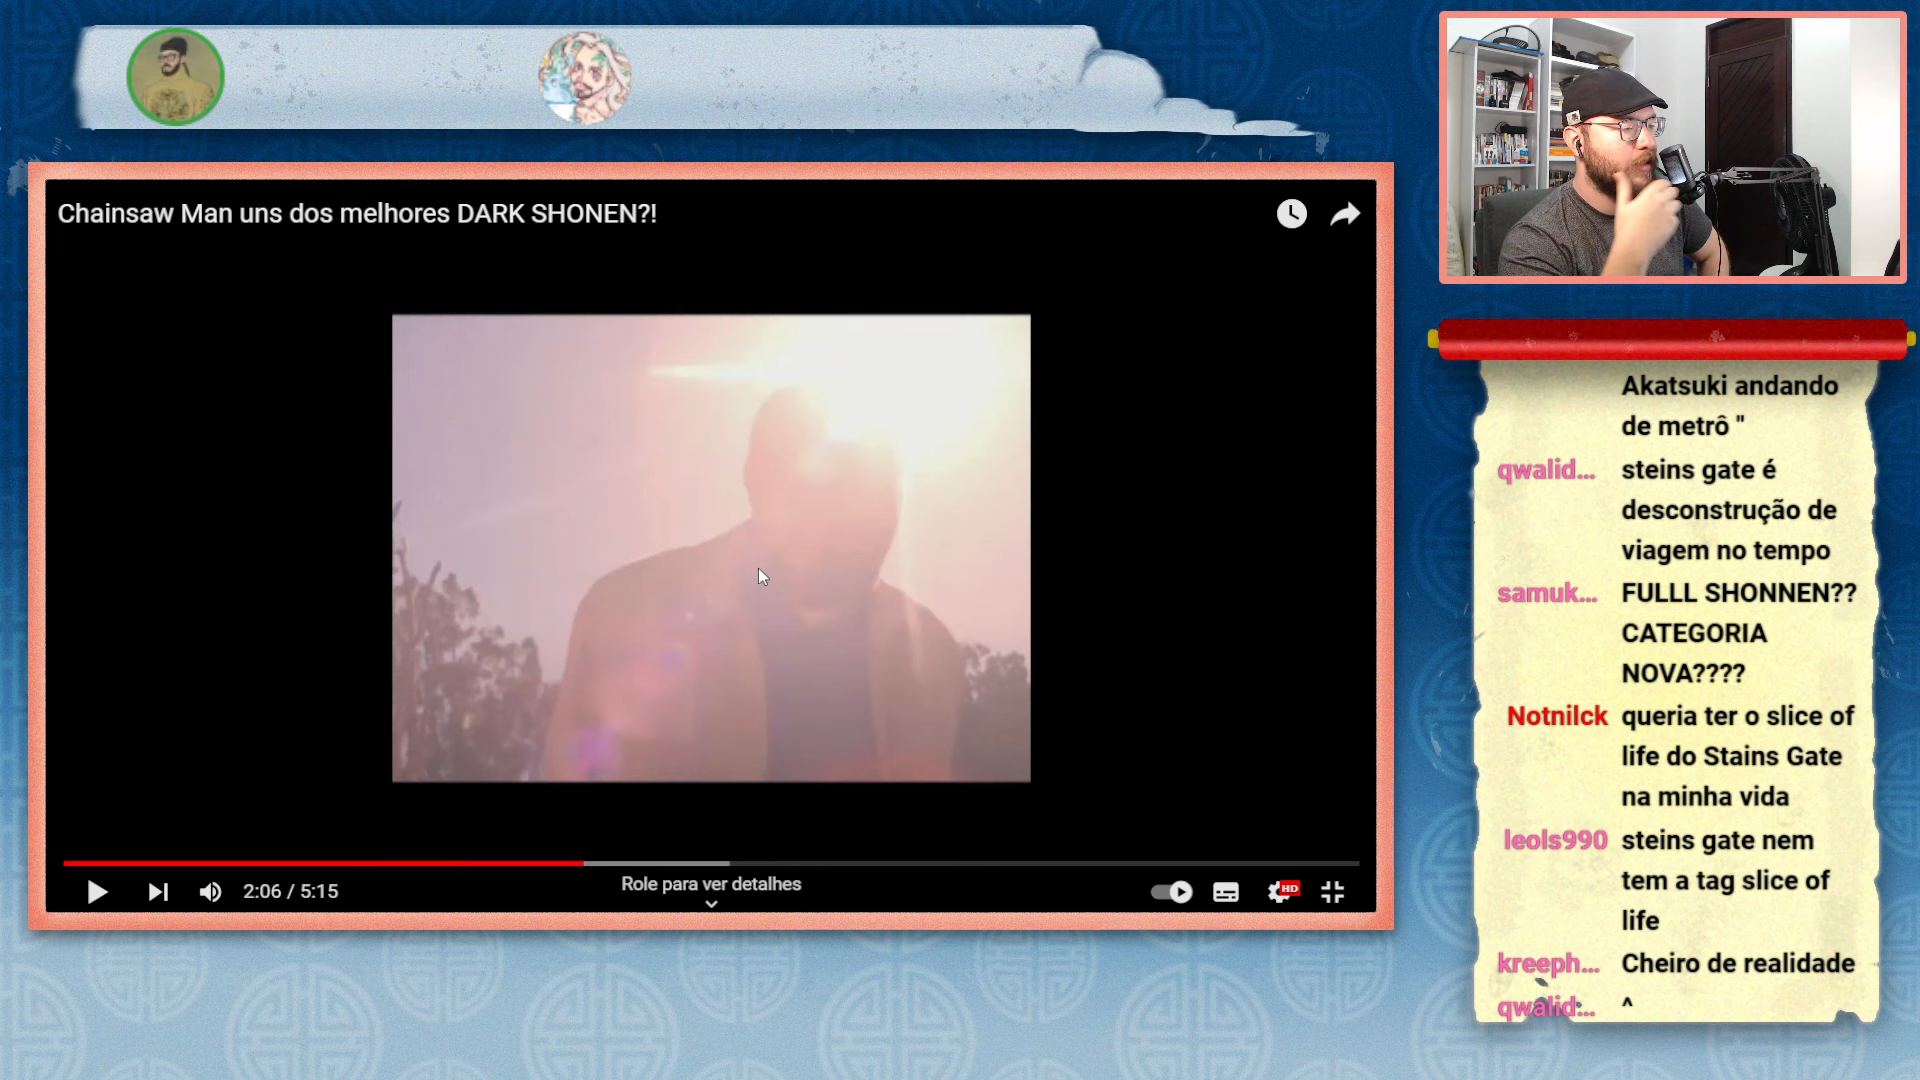 Chainsaw Man uns dos melhores DARK SHONEN?!
2:06 / 5:15
Role para ver detalhes
HD
Akatsuki andando
de metrô "
qwalid... steins gate é
desconstrução de
viagem no tempo
samuk... FULLL SHONNEN??
CATEGORIA
NOVA????
Notnilck queria ter o slice of
life do Stains Gate
na minha vida
leols990 steins gate nem
tem a tag slice of
life
kreeph... Cheiro de realidade
qwalid... ^